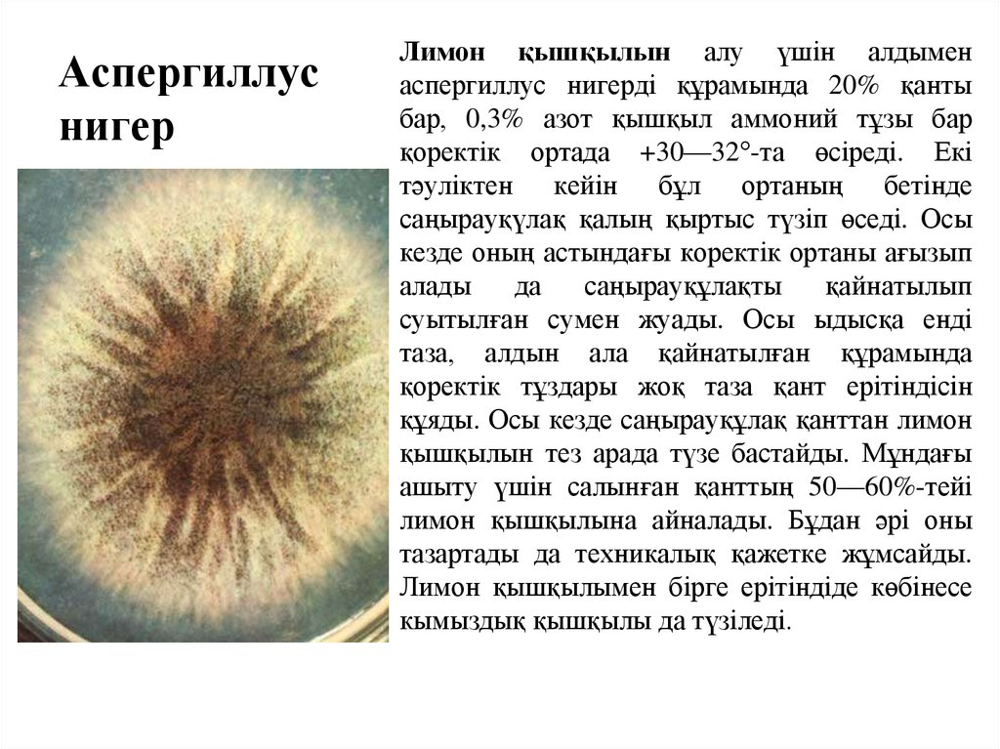 Аспергиллус
нигер
Лимон қышқылын алу үшін алдымен
аспергиллус нигерді құрамында 20% қанты
бар, 0,3% азот қышқыл аммоний тұзы бар
қоректік ортада +30—32°-та өсіреді. Екі
тәуліктен кейін бұл ортаның бетінде
саңырауқүлақ қалың қыртыс түзіп өседі. Осы
кезде оның астындағы коректік ортаны ағызып
алады да саңырауқұлақты қайнатылып
суытылған сумен жуады. Осы ыдысқа енді
таза, алдын ала қайнатылған құрамында
қоректік тұздары жоқ таза қант ерітіндісін
құяды. Осы кезде саңырауқұлақ қанттан лимон
қышқылын тез арада түзе бастайды. Мұндағы
ашыту үшін салынған қанттың 50—60%-тейі
лимон қышқылына айналады. Бұдан әрі оны
тазартады да техникалық қажетке жұмсайды.
Лимон қышқылымен бірге ерітіндіде көбінесе
кымыздық қышқылы да түзіледі.